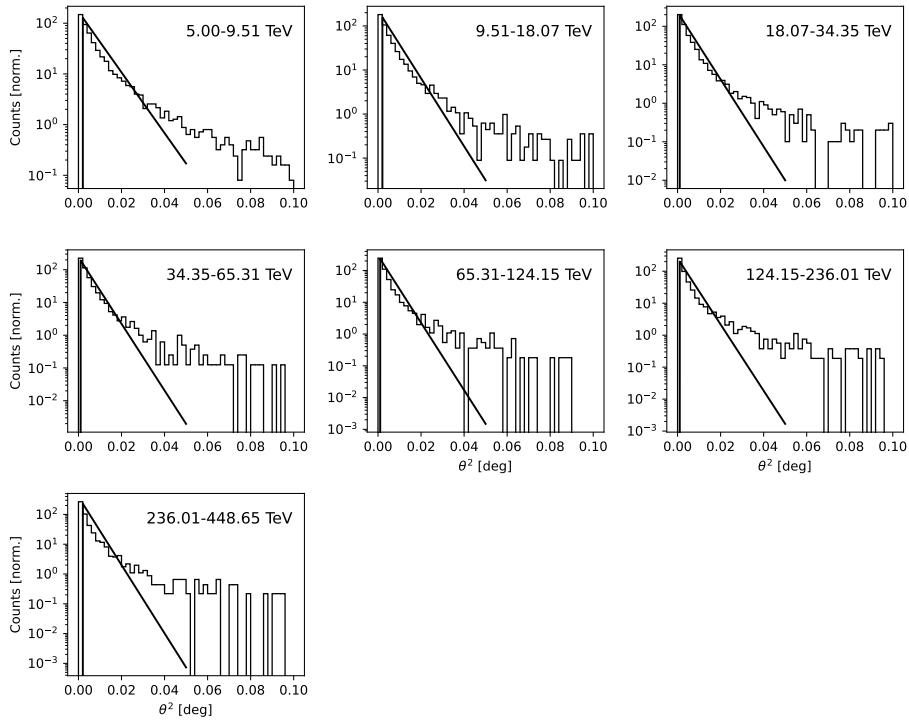 5.00-9.51 TeV
Counts [norm.]
10² 10¹ 10⁰ 10⁻¹
0.00 0.02 0.04 0.06 0.08 0.10
9.51-18.07 TeV
10² 10¹ 10⁰ 10⁻¹
0.00 0.02 0.04 0.06 0.08 0.10
18.07-34.35 TeV
10² 10¹ 10⁰ 10⁻¹ 10⁻²
0.00 0.02 0.04 0.06 0.08 0.10
34.35-65.31 TeV
Counts [norm.]
10² 10¹ 10⁰ 10⁻¹ 10⁻²
0.00 0.02 0.04 0.06 0.08 0.10
65.31-124.15 TeV
10² 10¹ 10⁰ 10⁻¹ 10⁻² 10⁻³
0.00 0.02 0.04 0.06 0.08 0.10
θ² [deg]
124.15-236.01 TeV
10² 10¹ 10⁰ 10⁻¹ 10⁻² 10⁻³
0.00 0.02 0.04 0.06 0.08 0.10
θ² [deg]
236.01-448.65 TeV
Counts [norm.]
10² 10¹ 10⁰ 10⁻¹ 10⁻² 10⁻³
0.00 0.02 0.04 0.06 0.08 0.10
θ² [deg]